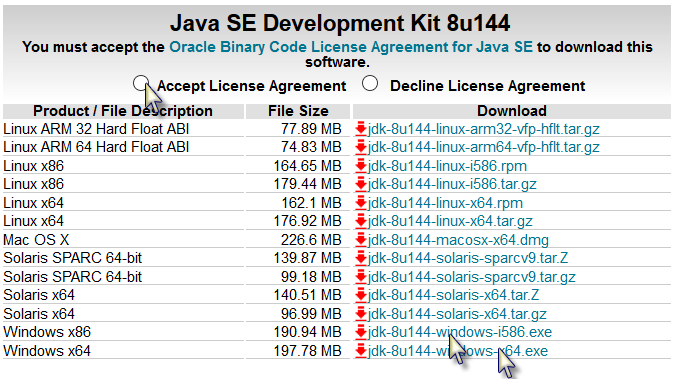 Java SE Development Kit 8u144
You must accept the Oracle Binary Code License Agreement for Java SE to download this
software.
Accept License Agreement Decline License Agreement
Product / File Description File Size Download
Linux ARM 32 Hard Float ABI 77.89 MB jdk-8u144-linux-arm32-vfp-hflt.tar.gz
Linux ARM 64 Hard Float ABI 74.83 MB jdk-8u144-linux-arm64-vfp-hflt.tar.gz
Linux x86 164.65 MB jdk-8u144-linux-i586.rpm
Linux x86 179.44 MB jdk-8u144-linux-i586.tar.gz
Linux x64 162.1 MB jdk-8u144-linux-x64.rpm
Linux x64 176.92 MB jdk-8u144-linux-x64.tar.gz
Mac OS X 226.6 MB jdk-8u144-macosx-x64.dmg
Solaris SPARC 64-bit 139.87 MB jdk-8u144-solaris-sparcv9.tar.Z
Solaris SPARC 64-bit 99.18 MB jdk-8u144-solaris-sparcv9.tar.gz
Solaris x64 140.51 MB jdk-8u144-solaris-x64.tar.Z
Solaris x64 96.99 MB jdk-8u144-solaris-x64.tar.gz
Windows x86 190.94 MB jdk-8u144-windows-i586.exe
Windows x64 197.78 MB jdk-8u144-windows-x64.exe